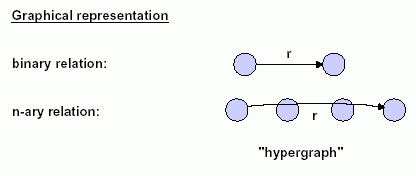 Graphical representation
binary relation:
r
n-ary relation:
r
"hypergraph"